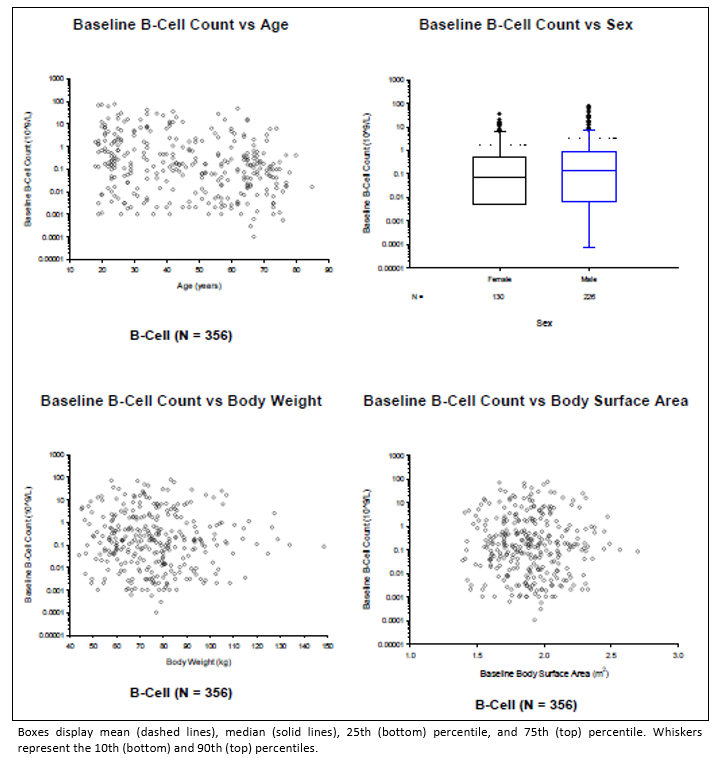 Baseline B-Cell Count vs Age
Baseline B-Cell Count (10^9/L)
1000
100
10
1
0.1
0.01
0.001
0.0001
0.00001
10 20 30 40 50 60 70 80 90
Age (years)
B-Cell (N = 356)
Baseline B-Cell Count vs Sex
Baseline B-Cell Count (10^9/L)
1000
100
10
1
0.1
0.01
0.001
0.0001
0.00001
Female Male
N = 130 226
Sex
Baseline B-Cell Count vs Body Weight
Baseline B-Cell Count (10^9/L)
1000
100
10
1
0.1
0.01
0.001
0.0001
0.00001
40 50 60 70 80 90 100 110 120 130 140 150
Body Weight (kg)
B-Cell (N = 356)
Baseline B-Cell Count vs Body Surface Area
Baseline B-Cell Count (10^9/L)
1000
100
10
1
0.1
0.01
0.001
0.0001
0.00001
1.0 1.5 2.0 2.5 3.0
Baseline Body Surface Area (m²)
B-Cell (N = 356)
Boxes display mean (dashed lines), median (solid lines), 25th (bottom) percentile, and 75th (top) percentile. Whiskers
represent the 10th (bottom) and 90th (top) percentiles.